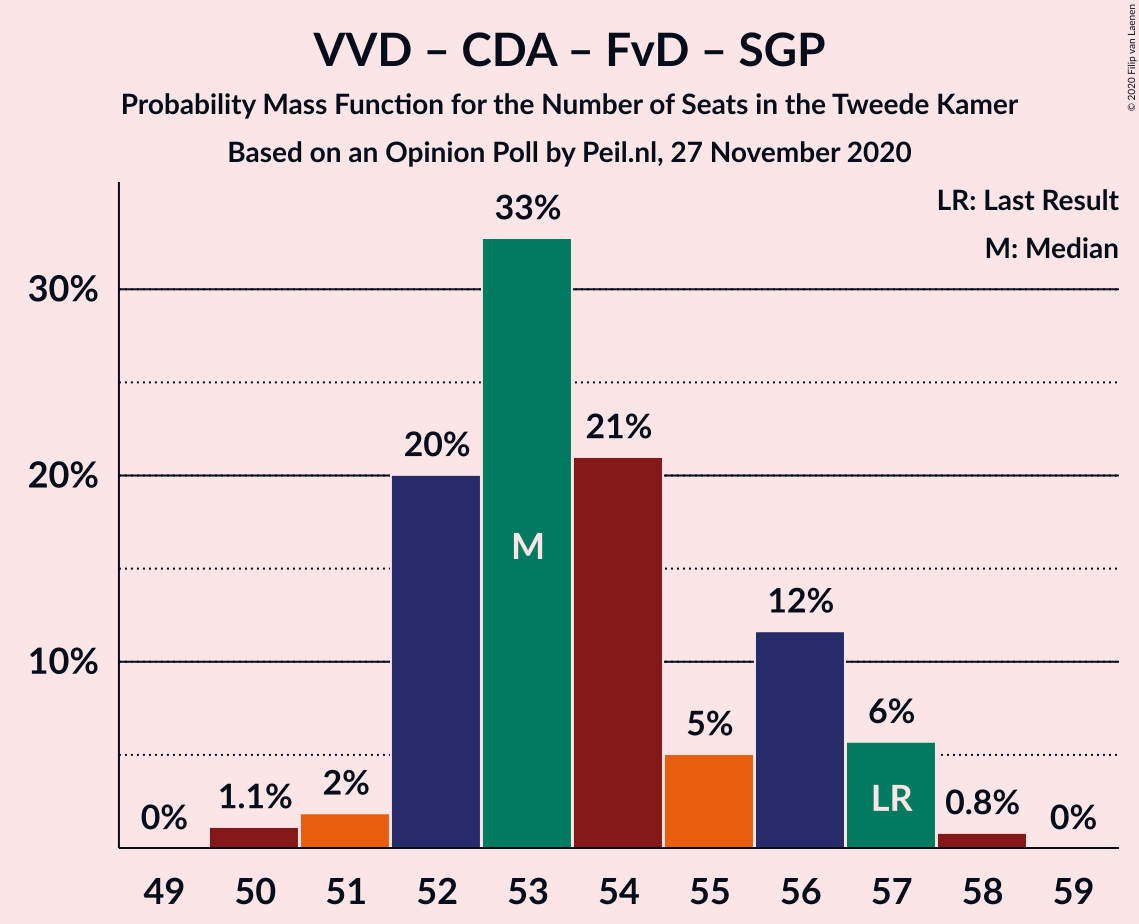 VVD – CDA – FvD – SGP
Probability Mass Function for the Number of Seats in the Tweede Kamer
Based on an Opinion Poll by Peil.nl, 27 November 2020
© 2020 Filip van Laenen
LR: Last Result
M: Median
33%
30%
21%
20%
20%
M
12%
10%
6%
5%
2%
1.1%
0%
LR
0.8%
0%
49 50 51 52 53 54 55 56 57 58 59